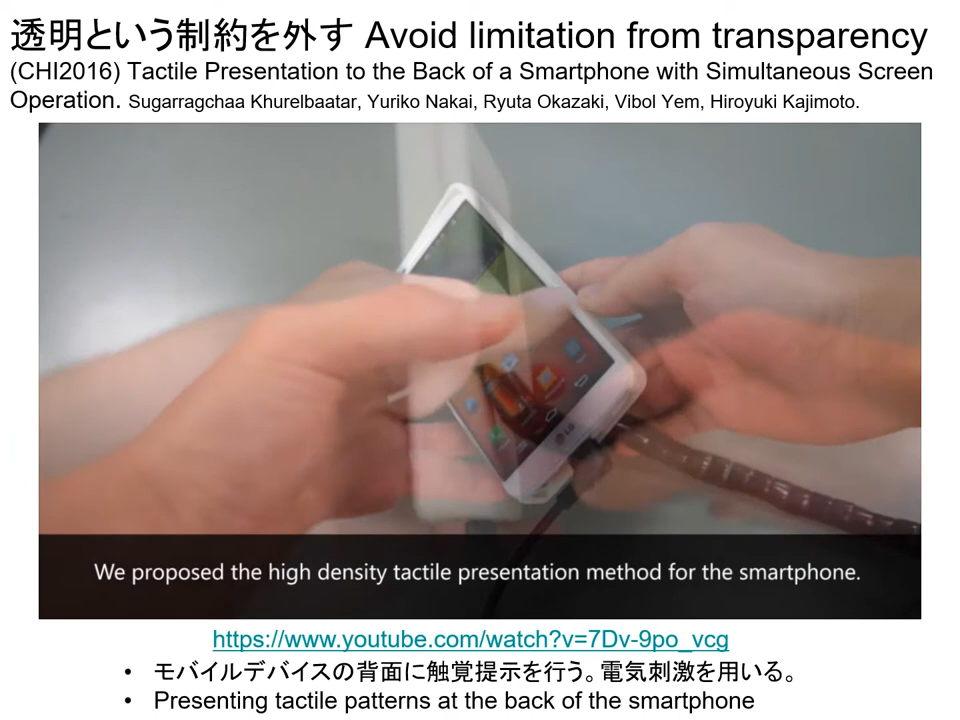 透明という制約を外す Avoid limitation from transparency
(CHI2016) Tactile Presentation to the Back of a Smartphone with Simultaneous Screen
Operation. Sugarragchaa Khurelbaatar, Yuriko Nakai, Ryuta Okazaki, Vibol Yem, Hiroyuki Kajimoto.
LG
We proposed the high density tactile presentation method for the smartphone.
https://www.youtube.com/watch?v=7Dv-9po_vcg
• モバイルデバイスの背面に触覚提示を行う。電気刺激を用いる。
• Presenting tactile patterns at the back of the smartphone